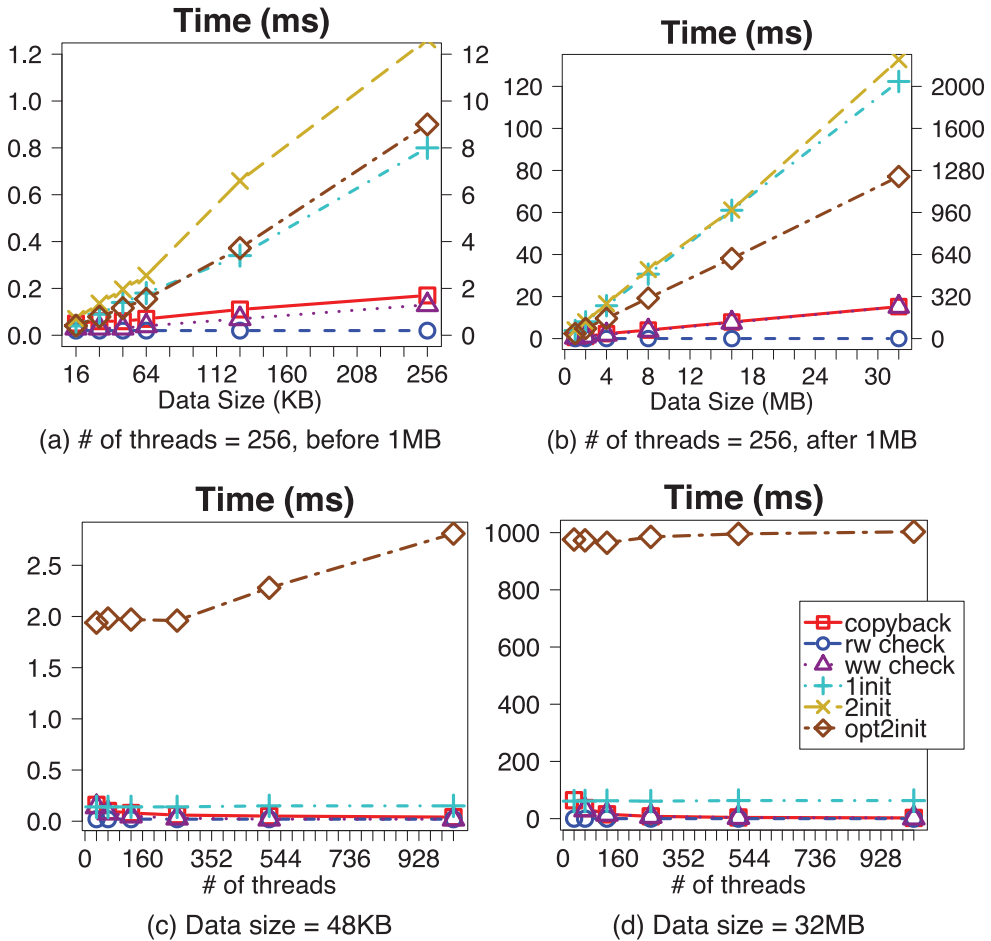 Time (ms)
1.2
1.0
0.8
0.6
0.4
0.2
0.0
12
10
8
6
4
2
0
16 64 112 160 208 256
Data Size (KB)
(a) # of threads = 256, before 1MB
Time (ms)
120
100
80
60
40
20
0
2000
1600
1280
960
640
320
0
0 4 8 12 18 24 30
Data Size (MB)
(b) # of threads = 256, after 1MB
Time (ms)
2.5
2.0
1.5
1.0
0.5
0.0
0 160 352 544 736 928
# of threads
(c) Data size = 48KB
Time (ms)
1000
800
600
400
200
0
copyback
rw check
ww check
1init
2init
opt2init
0 160 352 544 736 928
# of threads
(d) Data size = 32MB